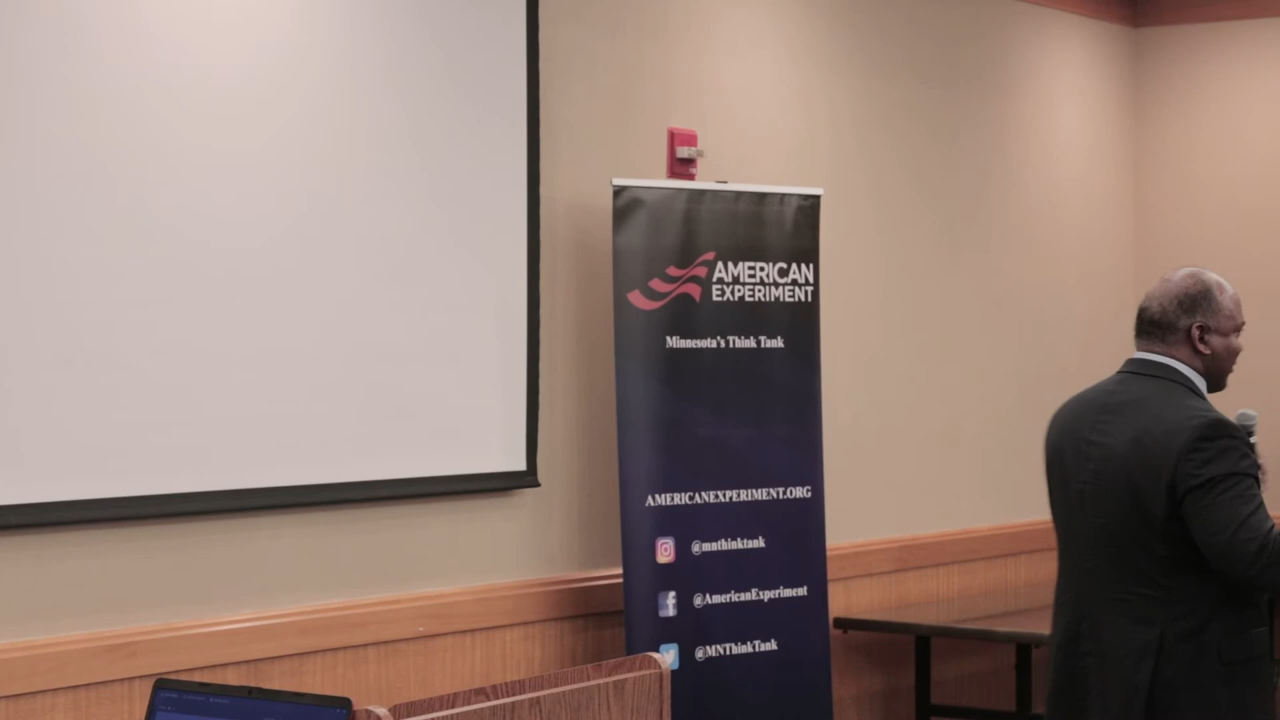 AMERICAN
EXPERIMENT
Minnesota's Think Tank
AMERICANEXPERIMENT.ORG
@mnthinktank
@AmericanExperiment
@MNThinkTank